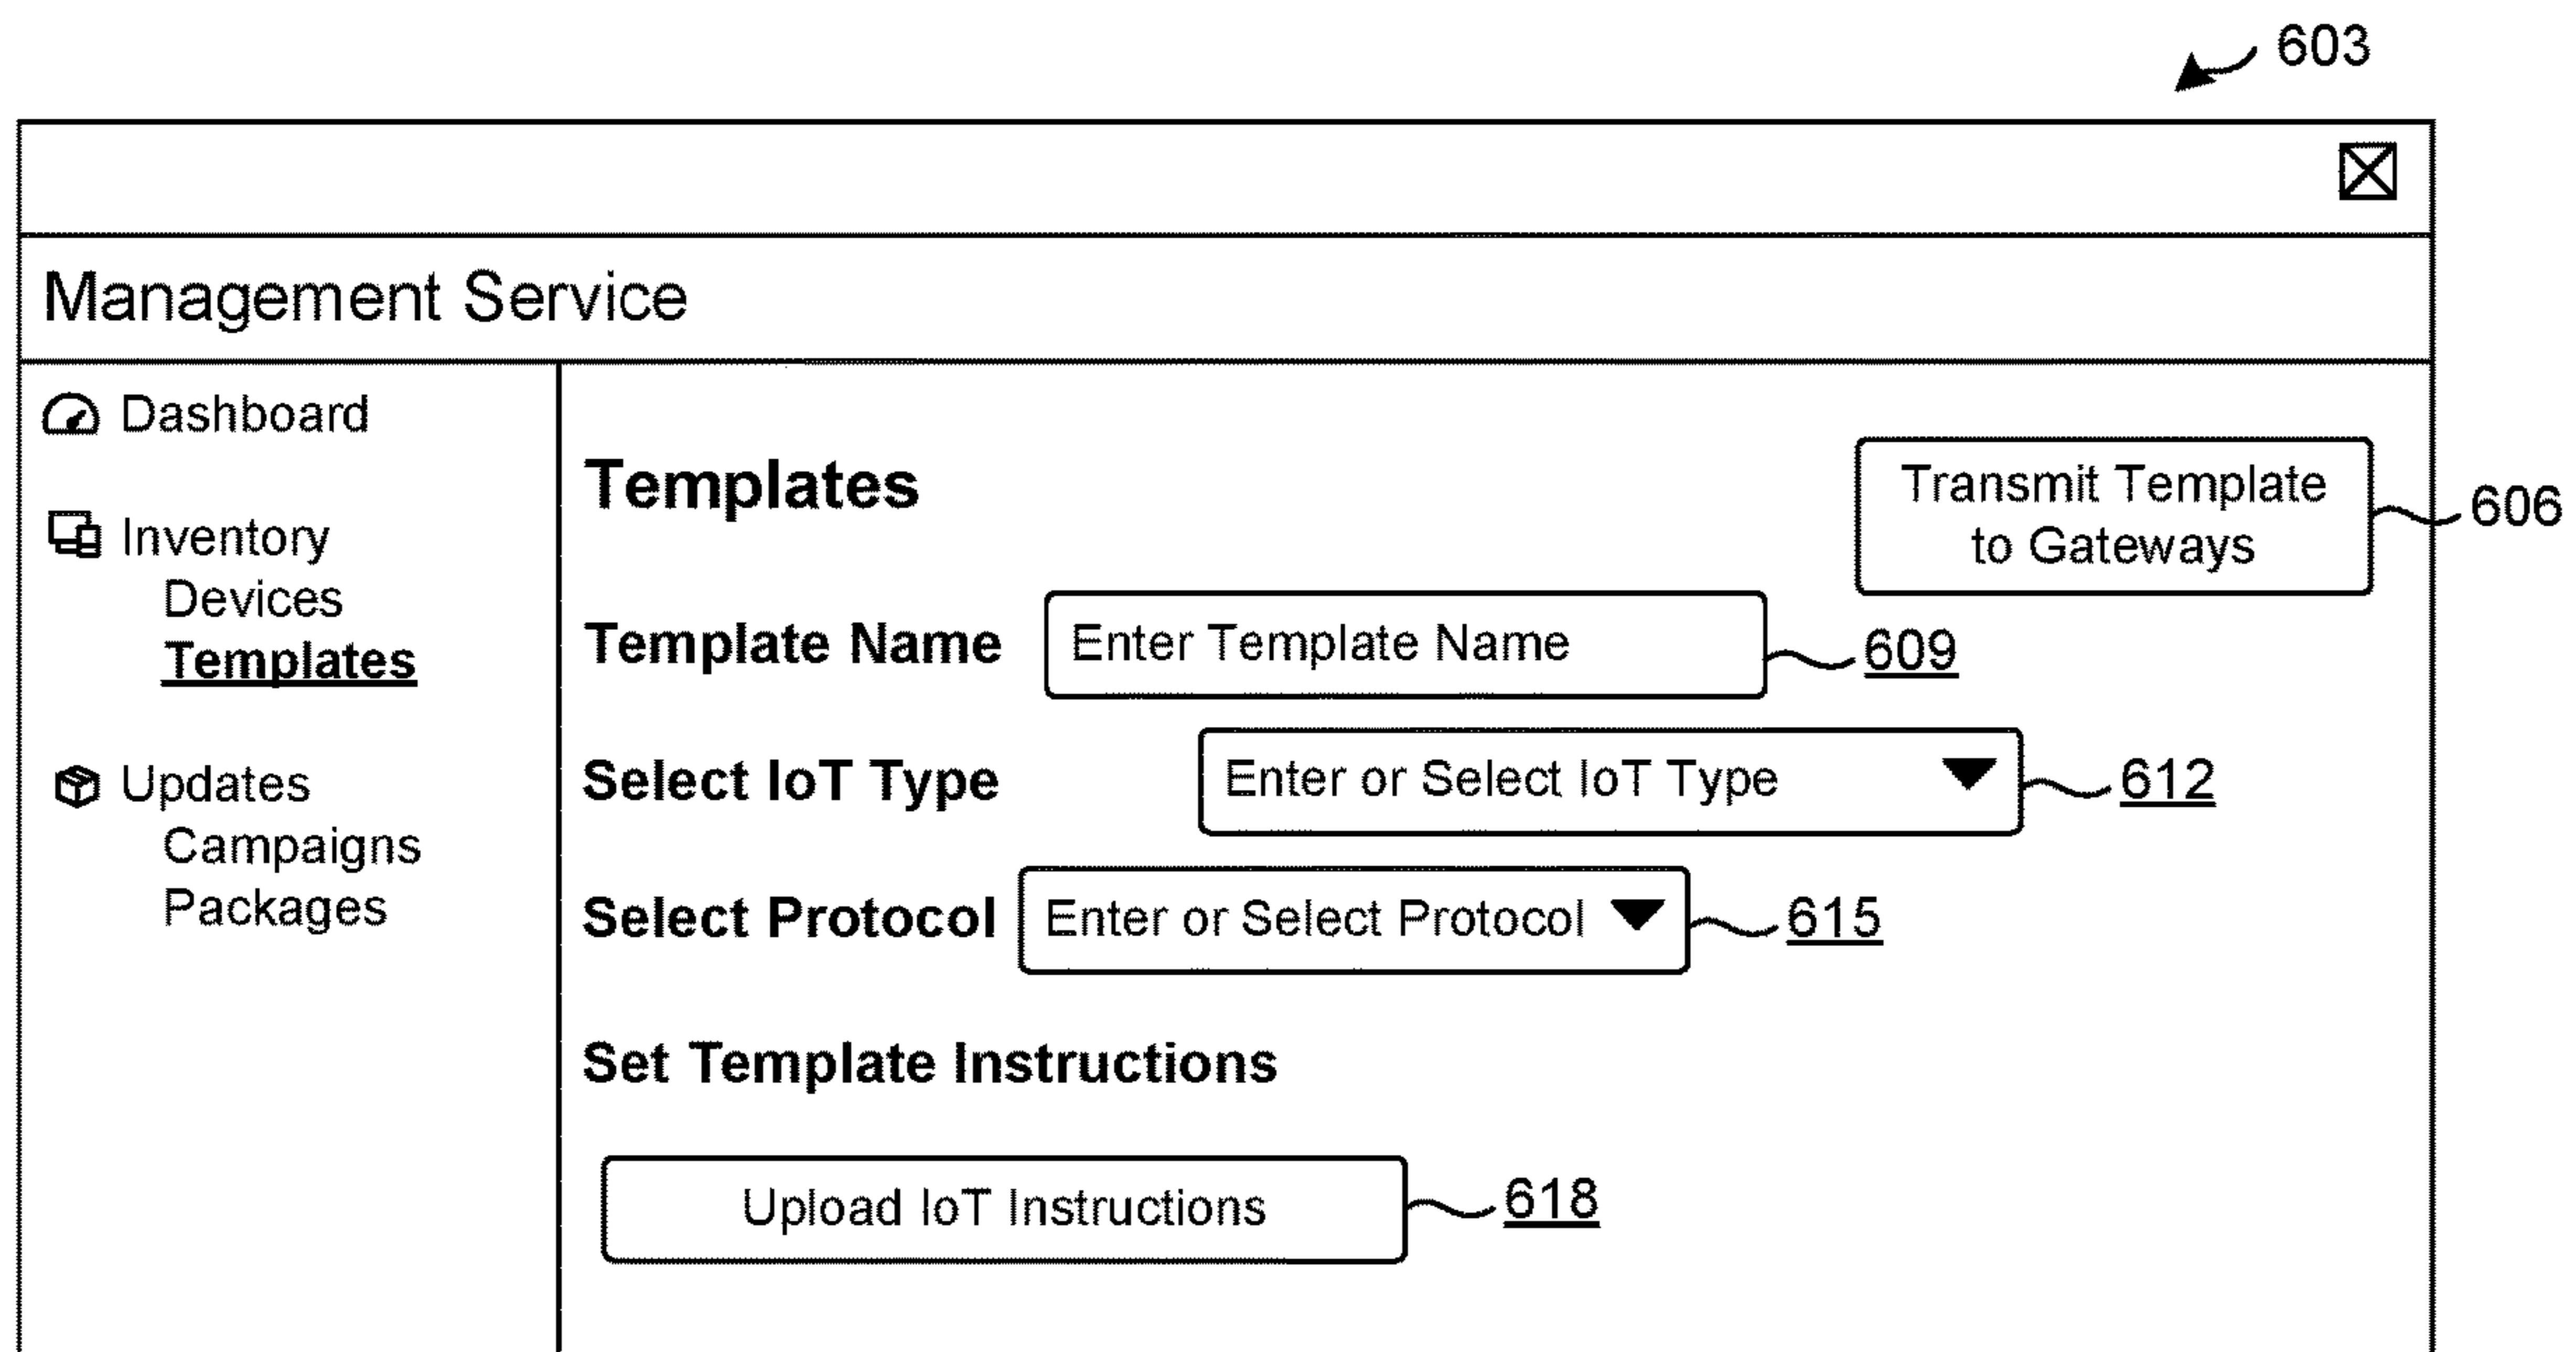 603
Management Service
Dashboard
Inventory
Devices
Templates
Updates
Campaigns
Packages
Templates
Transmit Template
to Gateways
606
Template Name
Enter Template Name
609
Select IoT Type
Enter or Select IoT Type
612
Select Protocol
Enter or Select Protocol
615
Set Template Instructions
Upload IoT Instructions
618